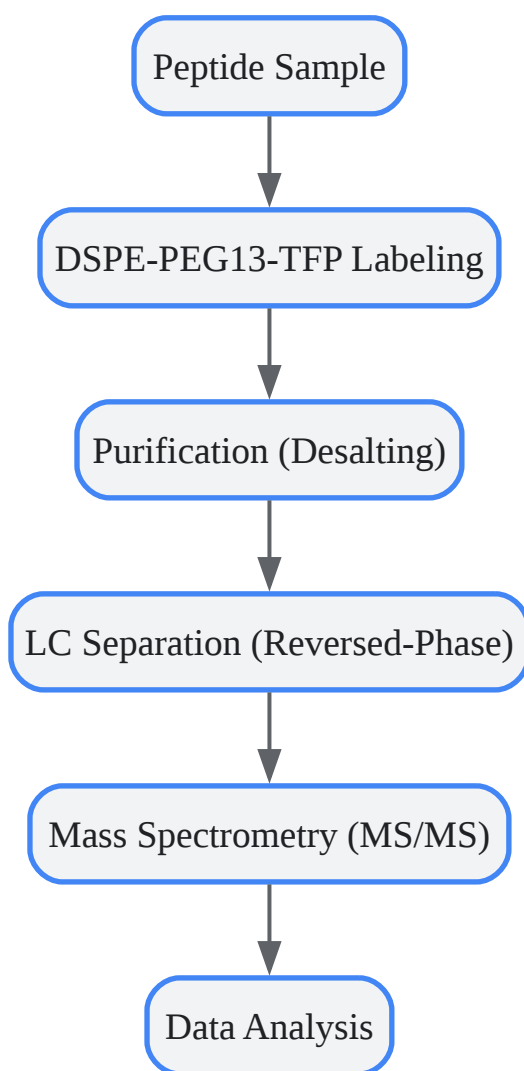 Peptide Sample
DSPE-PEG13-TFP Labeling
Purification (Desalting)
LC Separation (Reversed-Phase)
Mass Spectrometry (MS/MS)
Data Analysis